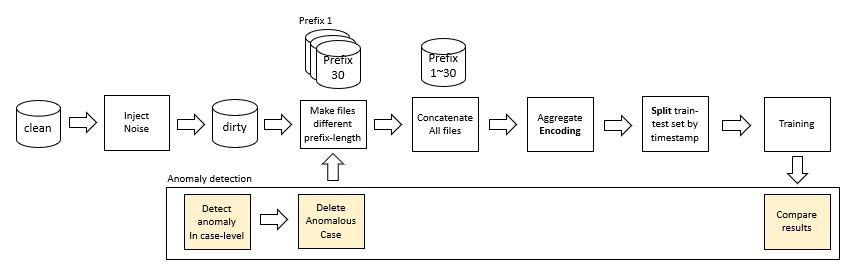 Prefix 1
Prefix
30
Prefix
1~30
clean
Inject
Noise
dirty
Make files
different
prefix-length
Concatenate
All files
Aggregate
Encoding
Split train-
test set by
timestamp
Training
Anomaly detection
Detect
anomaly
In case-level
Delete
Anomalous
Case
Compare
results